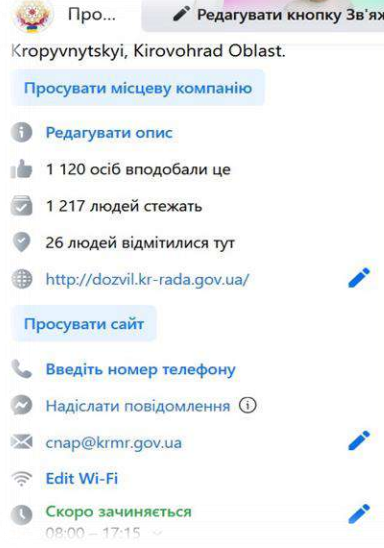 Про...
Редагувати кнопку Зв'яж
Kropyvnytskyi, Kirovohrad Oblast.
Просувати місцеву компанію
Редагувати опис
1 120 осіб вподобали це
1 217 людей стежать
26 людей відмітилися тут
http://dozvil.kr-rada.gov.ua/
Просувати сайт
Введіть номер телефону
Надіслати повідомлення
cnap@krmr.gov.ua
Edit Wi-Fi
Скоро зачиняється
08:00 – 17:15